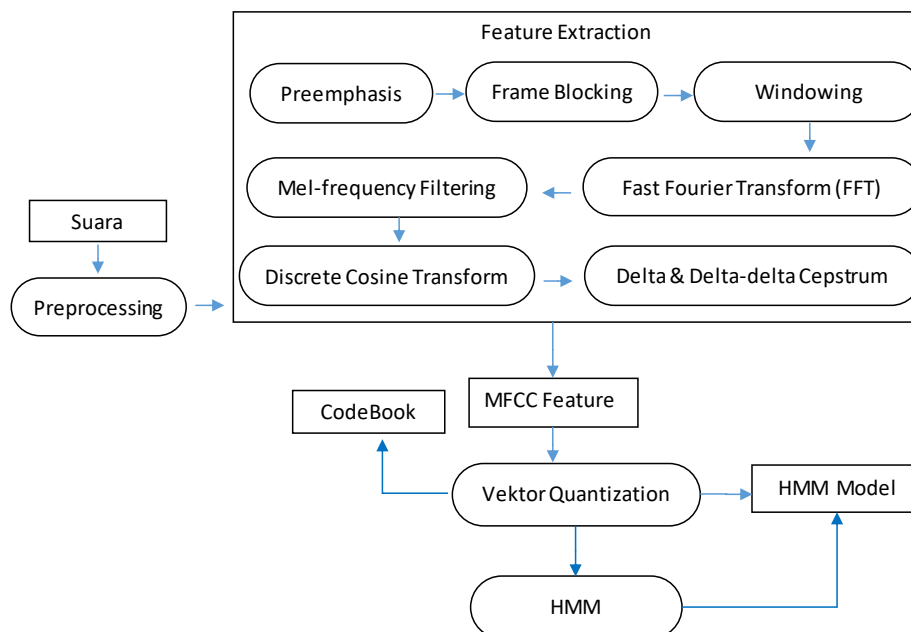 Feature Extraction
Preemphasis
Frame Blocking
Windowing
Mel-frequency Filtering
Fast Fourier Transform (FFT)
Suara
Discrete Cosine Transform
Delta & Delta-delta Cepstrum
Preprocessing
MFCC Feature
CodeBook
Vektor Quantization
HMM Model
HMM